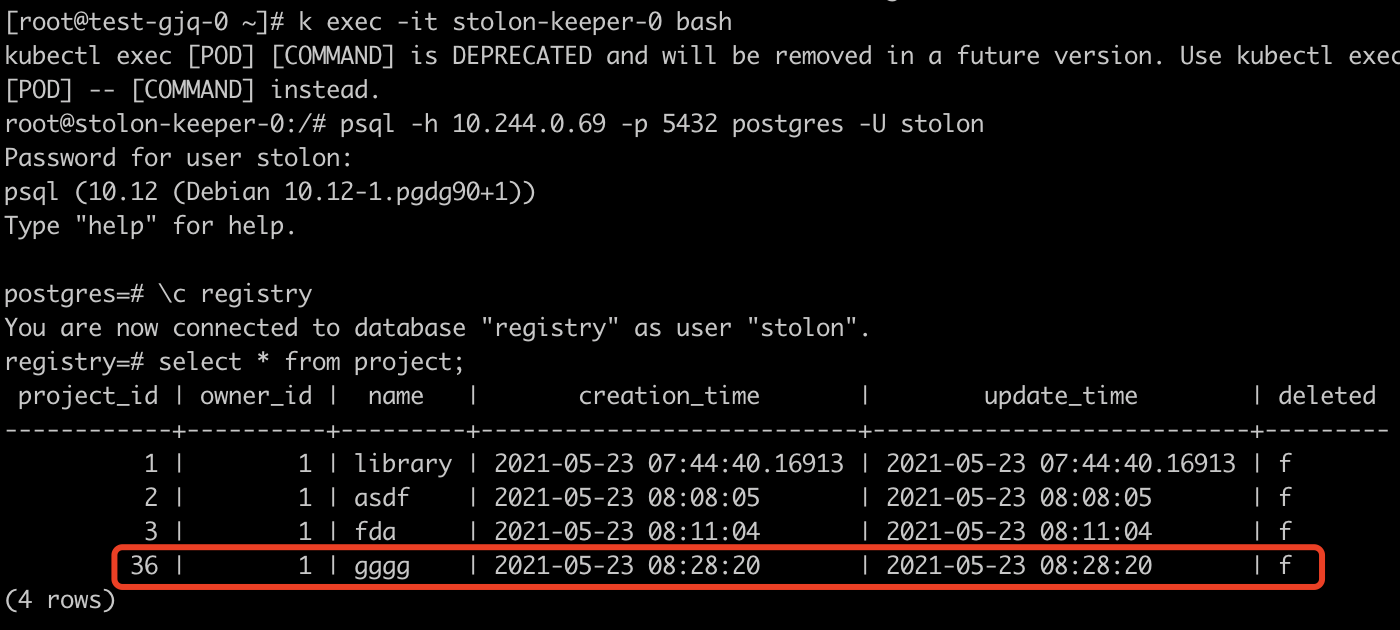 [root@test-gjq-0 ~]# k exec -it stolon-keeper-0 bash
kubectl exec [POD] [COMMAND] is DEPRECATED and will be removed in a future version. Use kubectl exec
[POD] -- [COMMAND] instead.
root@stolon-keeper-0:/# psql -h 10.244.0.69 -p 5432 postgres -U stolon
Password for user stolon:
psql (10.12 (Debian 10.12-1.pgdg90+1))
Type "help" for help.
postgres=# \c registry
You are now connected to database "registry" as user "stolon".
registry=# select * from project;
 project_id | owner_id |  name   |       creation_time       |        update_time        | deleted
------------+----------+---------+---------------------------+---------------------------+---------
          1 |        1 | library | 2021-05-23 07:44:40.16913 | 2021-05-23 07:44:40.16913 | f
          2 |        1 | asdf    | 2021-05-23 08:08:05       | 2021-05-23 08:08:05       | f
          3 |        1 | fda     | 2021-05-23 08:11:04       | 2021-05-23 08:11:04       | f
         36 |        1 | gggg    | 2021-05-23 08:28:20       | 2021-05-23 08:28:20       | f
(4 rows)